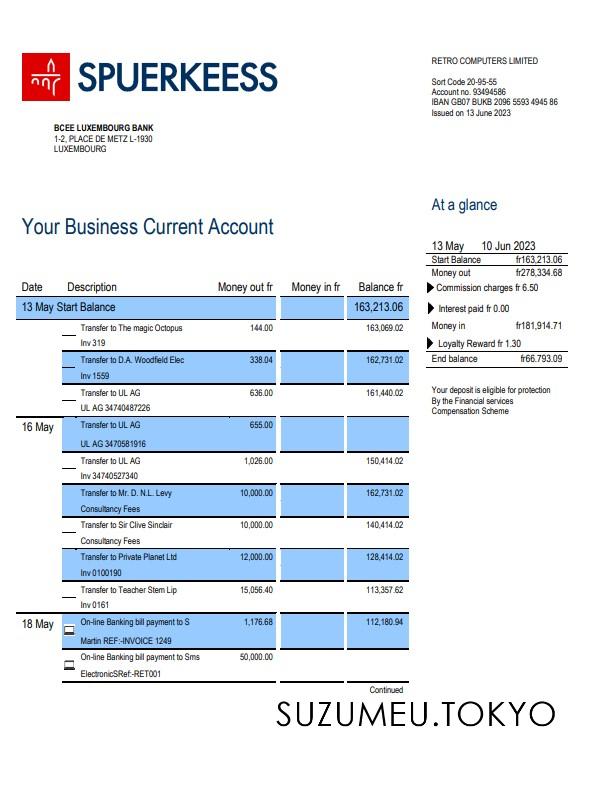 SPUERKEESS
RETRO COMPUTERS LIMITED
Sort Code 20-95-55
Account no. 93494586
IBAN GB07 BUKB 2096 5593 4945 86
Issued on 13 June 2023
BCEE LUXEMBOURG BANK
1-2, PLACE DE METZ L-1930
LUXEMBOURG
At a glance
Your Business Current Account
13 May 10 Jun 2023
Start Balance fr163,213.06
Money out fr278,334.68
Commission charges fr 6.50
Interest paid fr 0.00
Money in fr181,914.71
Loyalty Reward fr 1.30
End balance fr66.793.09
Your deposit is eligible for protection
By the Financial services
Compensation Scheme
Date Description Money out fr Money in fr Balance fr
13 May Start Balance 163,213.06
Transfer to The magic Octopus 144.00 163,069.02
Inv 319
Transfer to D.A. Woodfield Elec 338.04 162,731.02
Inv 1559
Transfer to UL AG 636.00 161,440.02
UL AG 34740487226
16 May Transfer to UL AG 655.00
UL AG 3470581916
Transfer to UL AG 1,026.00 150,414.02
Inv 34740527340
Transfer to Mr. D. N.L. Levy 10,000.00 162,731.02
Consultancy Fees
Transfer to Sir Clive Sinclair 10,000.00 140,414.02
Consultancy Fees
Transfer to Private Planet Ltd 12,000.00 128,414.02
Inv 0100190
Transfer to Teacher Stem Lip 15,056.40 113,357.62
Inv 0161
18 May On-line Banking bill payment to S 1,176.68 112,180.94
Martin REF:-INVOICE 1249
On-line Banking bill payment to Sms 50,000.00
ElectronicSRef:-RET001
Continued
SUZUMEU.TOKYO